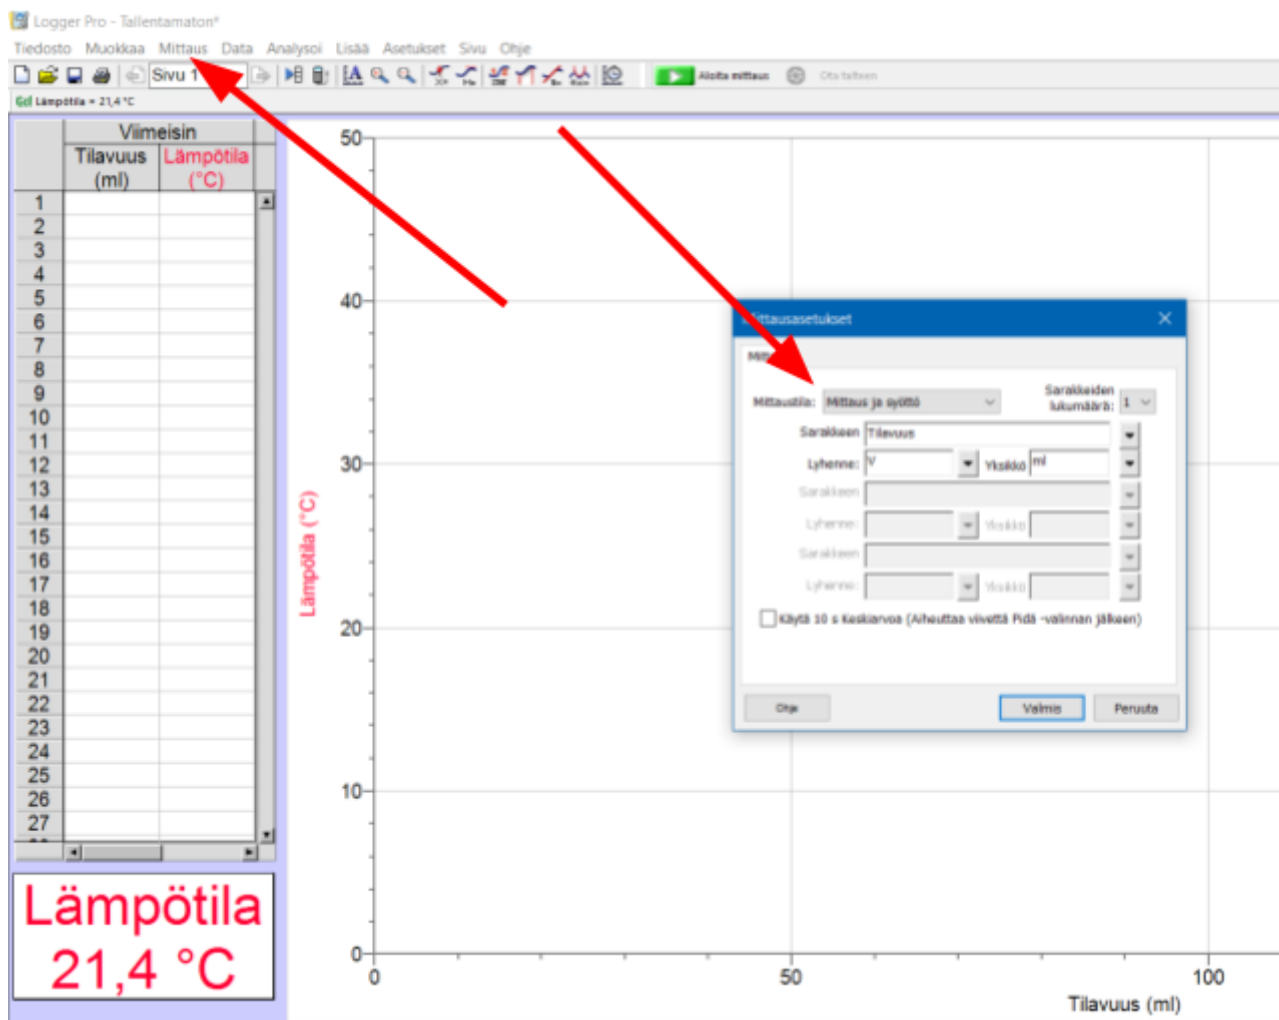 Logger Pro - Tallentamaton*
Tiedosto Muokkaa Mittaus Data Analysoi Lisää Asetukset Sivu Ohje
Sivu 1 Aloita mittaus Ota talteen
Lämpötila = 21,4 °C
Viimeisin
Tilavuus Lämpötila
(ml) (°C)
1
2
3
4
5
6
7
8
9
10
11
12
13
14
15
16
17
18
19
20
21
22
23
24
25
26
27
Lämpötila
21,4 °C
50
40
30
20
10
0
Lämpötila (°C)
0 50 100
Tilavuus (ml)
Mittaustila: Mittaus ja syöttö Sarakkeiden lukumäärä: 1
Sarakkeen Tilavuus
Lyhenne: V Yksikkö ml
Sarakkeen
Lyhenne: Yksikkö
Sarakkeen
Lyhenne: Yksikkö
Käytä 10 s Keskiarvoa (Aiheuttaa viivettä Pidä -valinnan jälkeen)
Ohje Valmis Peruuta